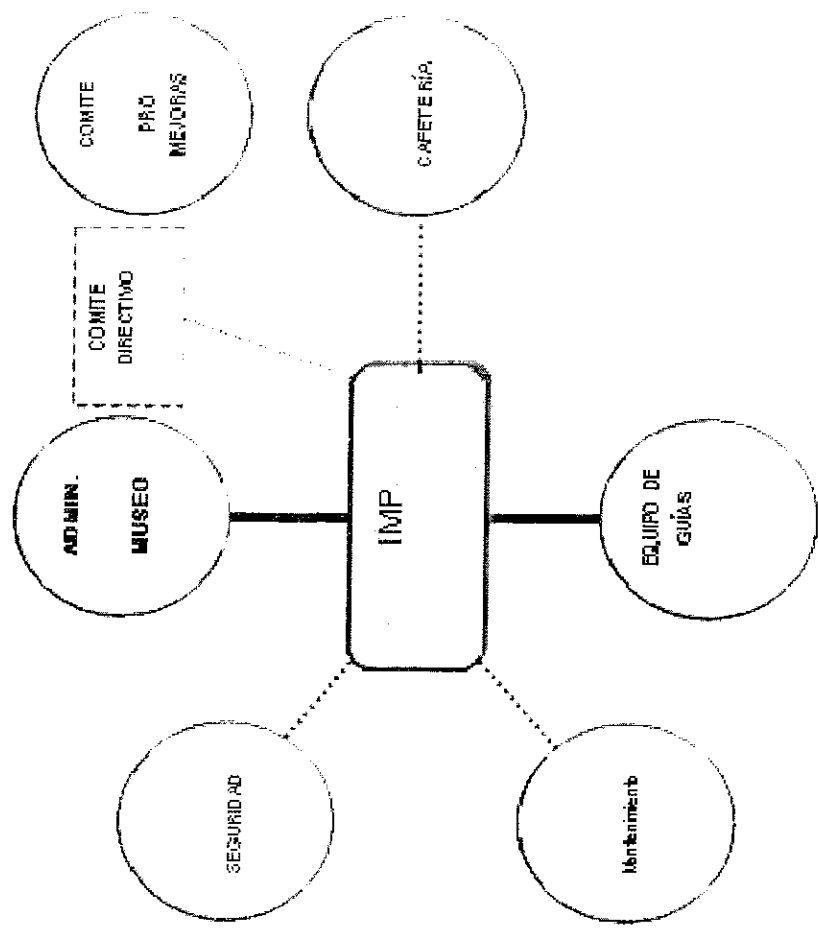 ADMIN.
MUSEO
COMITE
DIRECTIVO
COMITE
PRO
MEJORAS
SEGURIDAD
IMP
CAFETERÍA
Mantenimiento
EQUIPO DE
GUÍAS